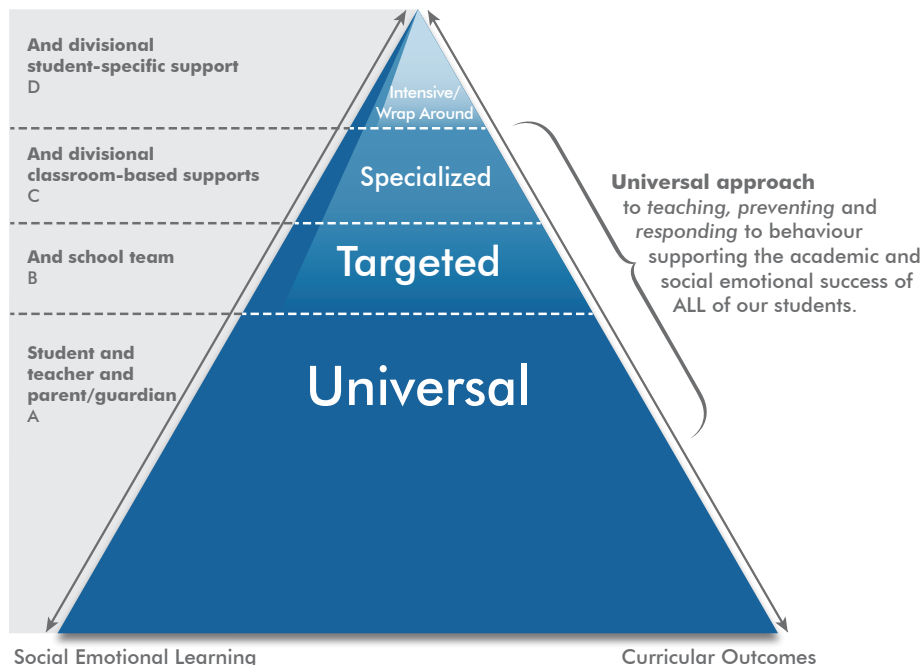 And divisional
student-specific support
D
Intensive/
Wrap Around
And divisional
classroom-based supports
C
Specialized
And school team
B
Targeted
Student and
teacher and
parent/guardian
A
Universal
Universal approach
to teaching, preventing and
responding to behaviour
supporting the academic and
social emotional success of
ALL of our students.
Social Emotional Learning
Curricular Outcomes